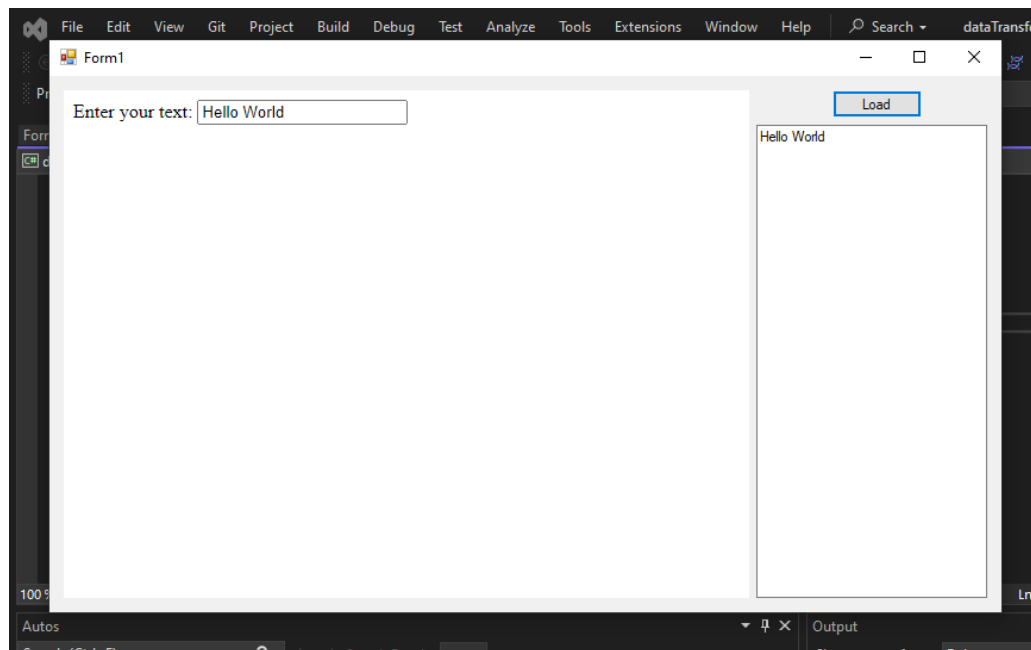 File Edit View Git Project Build Debug Test Analyze Tools Extensions Window Help Search
Form1
Enter your text: Hello World
Load
Hello World
100 %
Autos
Output